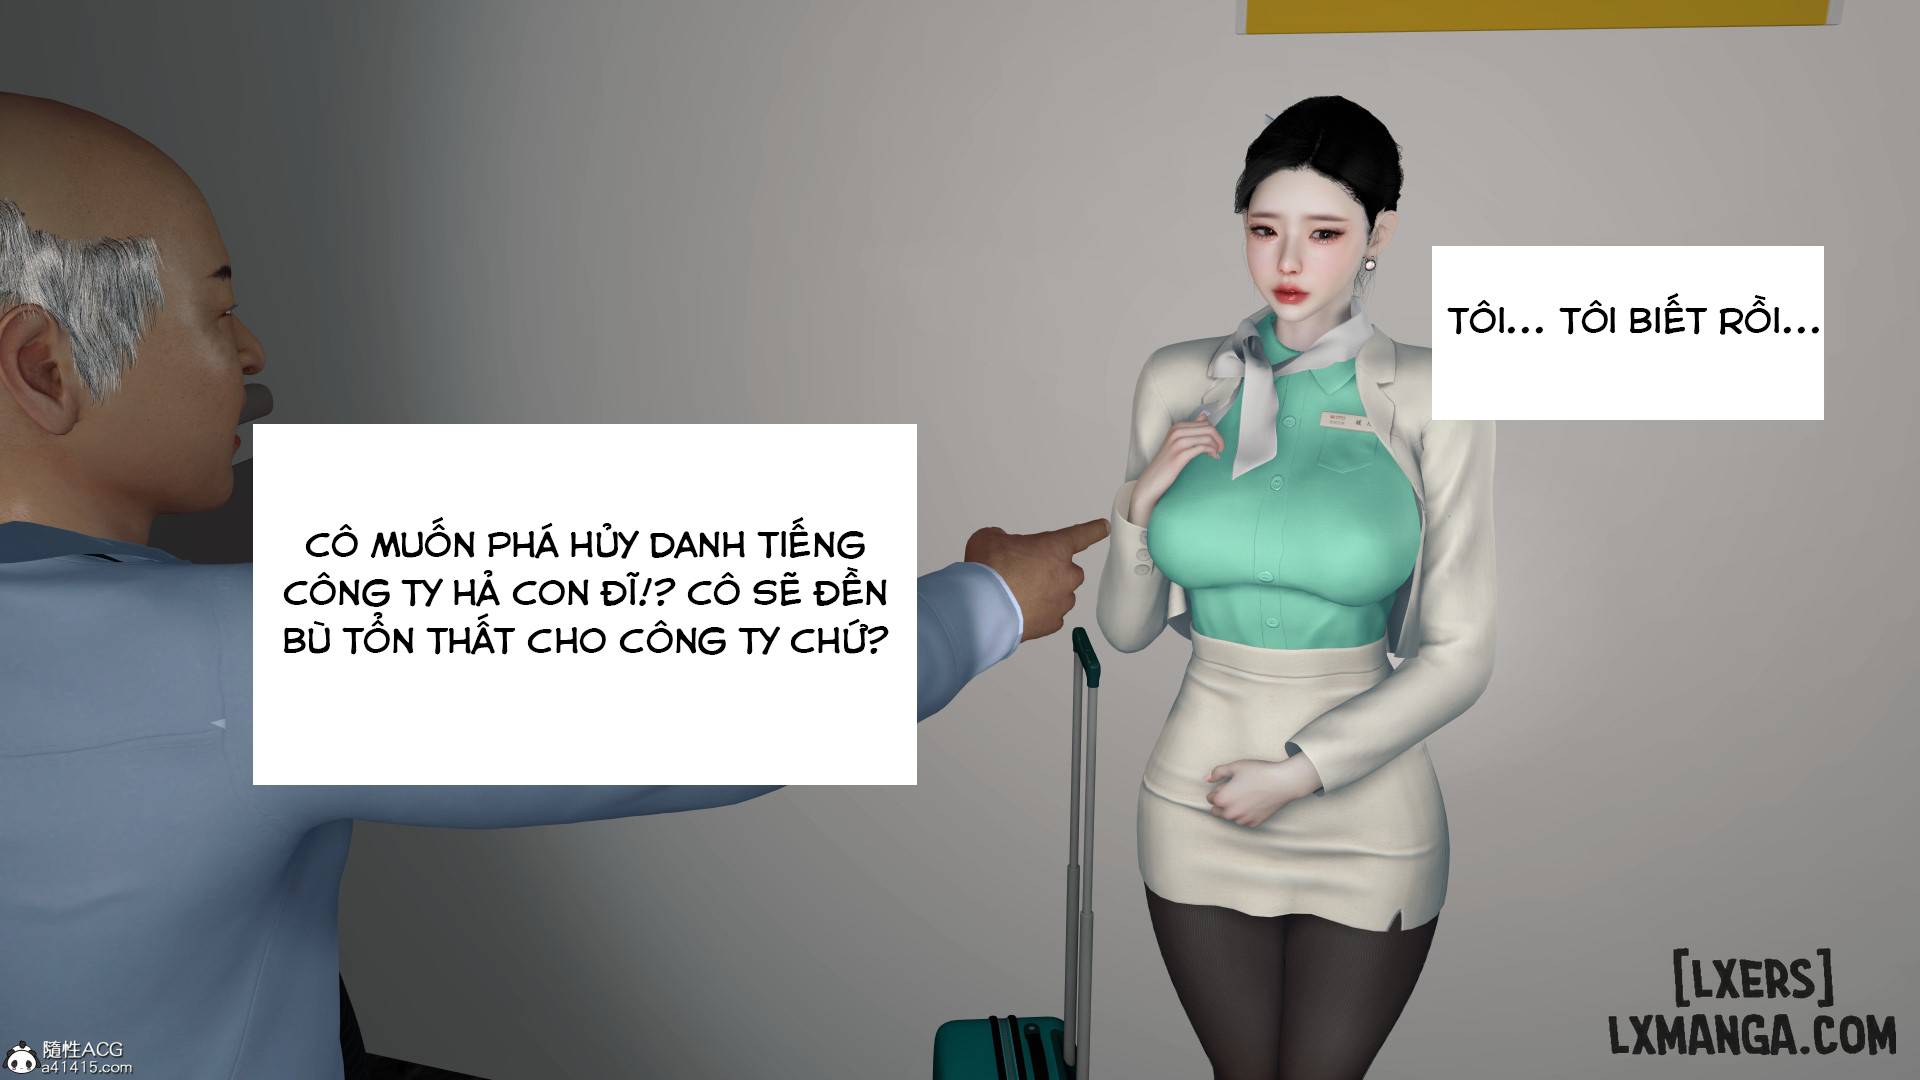 TÔI... TÔI BIẾT RỒI...
CÔ MUỐN PHÁ HỦY DANH TIẾNG
CÔNG TY HẢ CON ĐĨ!? CÔ SẼ ĐỀN
BÙ TỔN THẤT CHO CÔNG TY CHỨ?
[LXERS]
LXMANGA.COM
隨性ACG
a41415.com